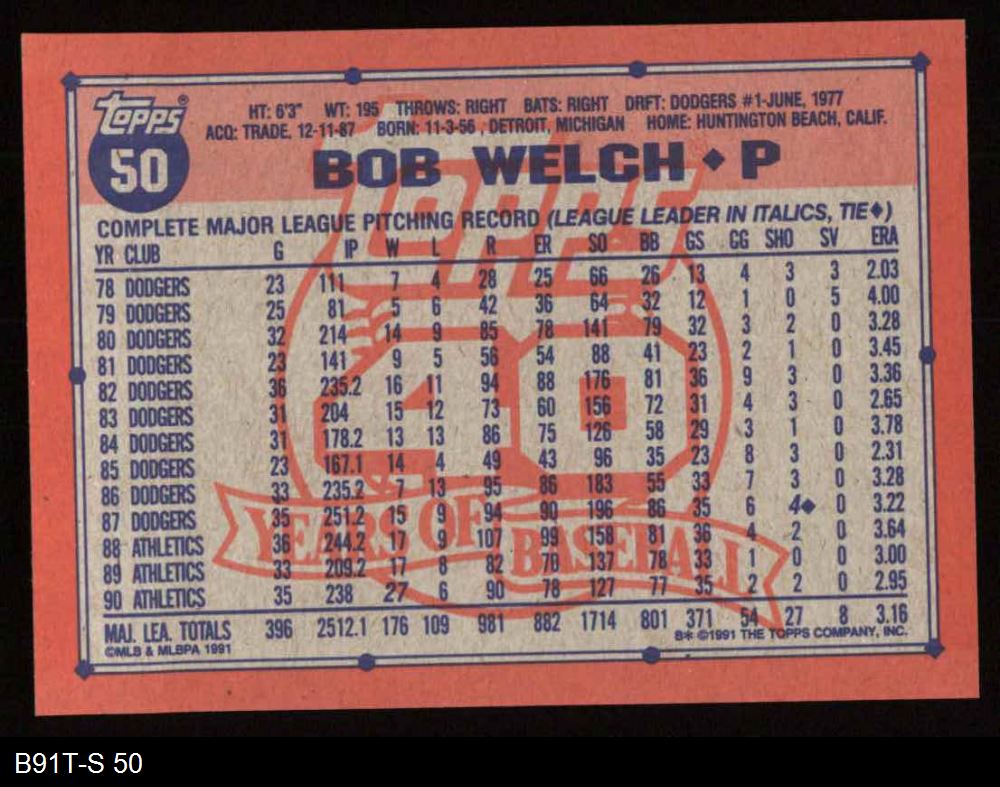 Topps®
50
HT: 6'3" WT: 195 THROWS: RIGHT BATS: RIGHT DRFT: DODGERS #1-JUNE, 1977
ACQ: TRADE, 12-11-87 BORN: 11-3-56, DETROIT, MICHIGAN HOME: HUNTINGTON BEACH, CALIF.
BOB WELCH ♦ P
COMPLETE MAJOR LEAGUE PITCHING RECORD (LEAGUE LEADER IN ITALICS, TIE♦)
YR CLUB G IP W L R ER SO BB GS CG SHO SV ERA
78 DODGERS 23 111 7 4 28 25 66 26 13 4 3 3 2.03
79 DODGERS 25 81 5 6 42 36 64 32 12 1 0 5 4.00
80 DODGERS 32 214 14 9 85 78 141 79 32 3 2 0 3.28
81 DODGERS 23 141 9 5 56 54 88 41 23 2 1 0 3.45
82 DODGERS 36 235.2 16 11 94 88 176 81 36 9 3 0 3.36
83 DODGERS 31 204 15 12 73 60 156 72 31 4 3 0 2.65
84 DODGERS 31 178.2 13 13 86 75 126 58 29 3 1 0 3.78
85 DODGERS 23 167.1 14 4 49 43 96 35 23 8 3 0 2.31
86 DODGERS 33 235.2 7 13 95 86 183 55 33 7 3 0 3.28
87 DODGERS 35 251.2 15 9 94 90 196 86 35 6 4♦ 0 3.22
88 ATHLETICS 36 244.2 17 9 107 99 158 81 36 4 2 0 3.64
89 ATHLETICS 33 209.2 17 8 82 70 137 78 33 1 0 0 3.00
90 ATHLETICS 35 238 27 6 90 78 127 77 35 2 2 0 2.95
MAJ. LEA. TOTALS 396 2512.1 176 109 981 882 1714 801 371 54 27 8 3.16
©MLB & MLBPA 1991 B* ©1991 THE TOPPS COMPANY, INC.
Topps
40
YEARS OF BASEBALL
B91T-S 50